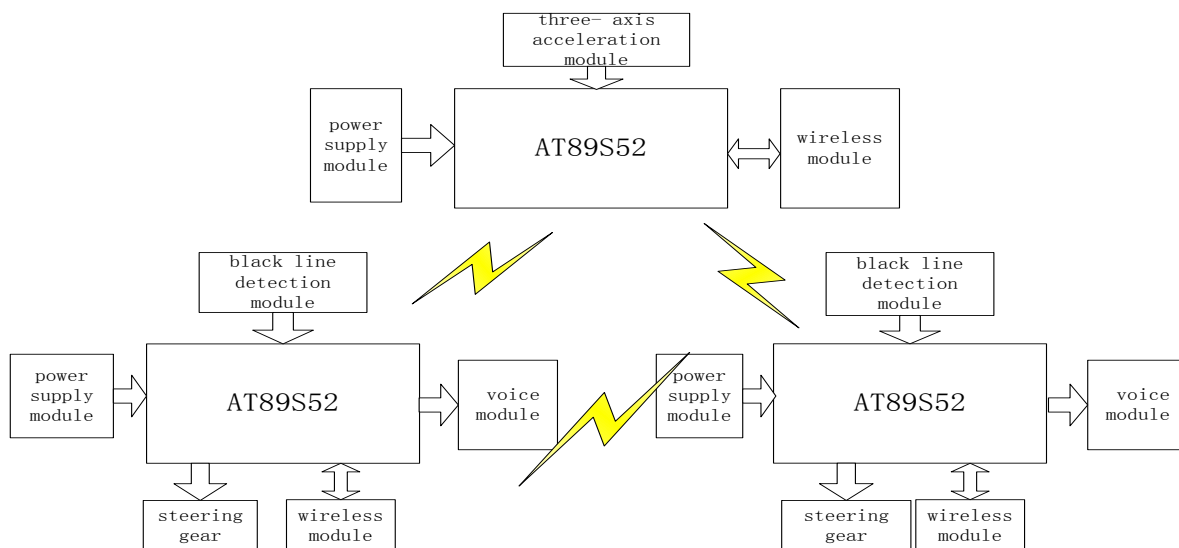 three- axis
acceleration
module
power
supply
module
AT89S52
wireless
module
black line
detection
module
black line
detection
module
power
supply
module
AT89S52
voice
module
power
supply
module
AT89S52
voice
module
steering
gear
wireless
module
steering
gear
wireless
module